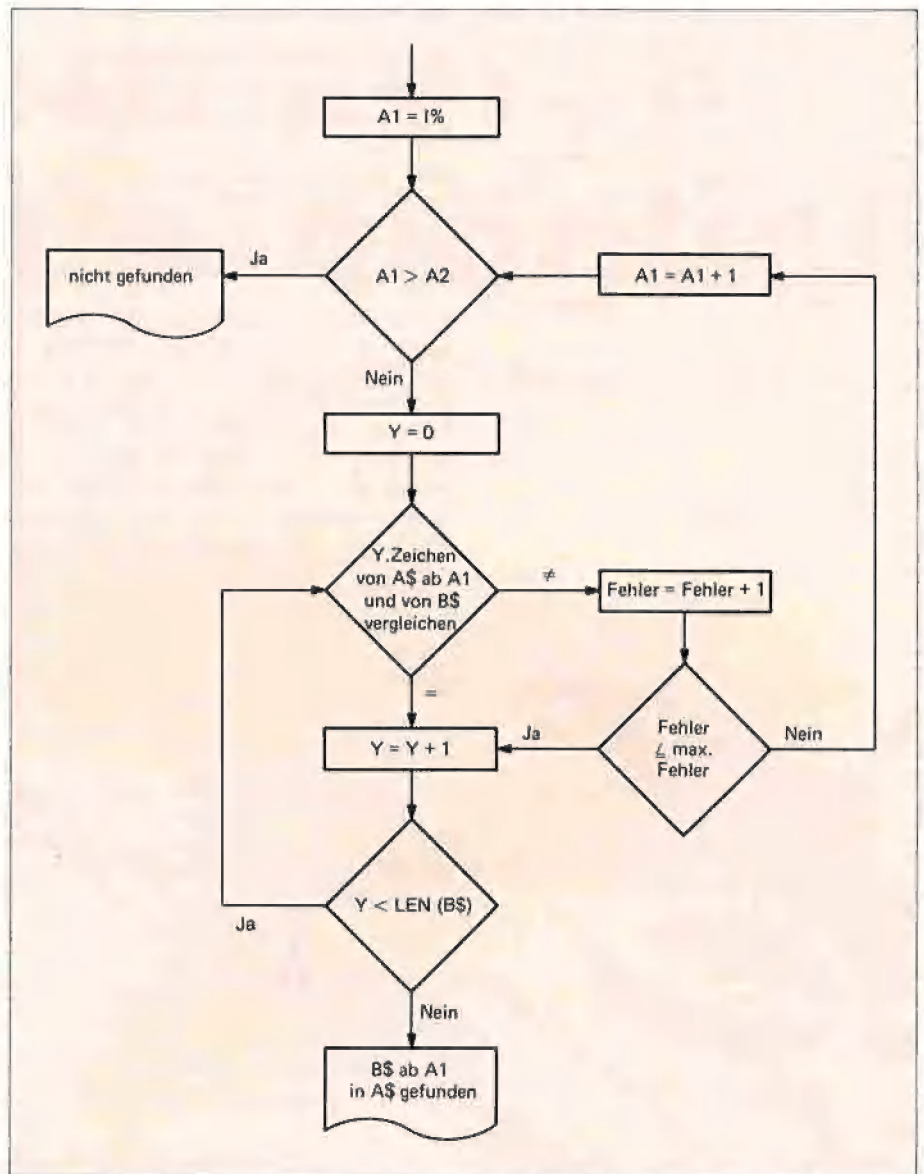 A1 = I%
Ja
nicht gefunden
A1 > A2
A1 = A1 + 1
Nein
Y = 0
Y.Zeichen
von A$ ab A1
und von B$
vergleichen
≠
Fehler = Fehler + 1
=
Y = Y + 1
Ja
Fehler
≤ max.
Fehler
Nein
Y < LEN (B$)
Ja
Nein
B$ ab A1
in A$ gefunden